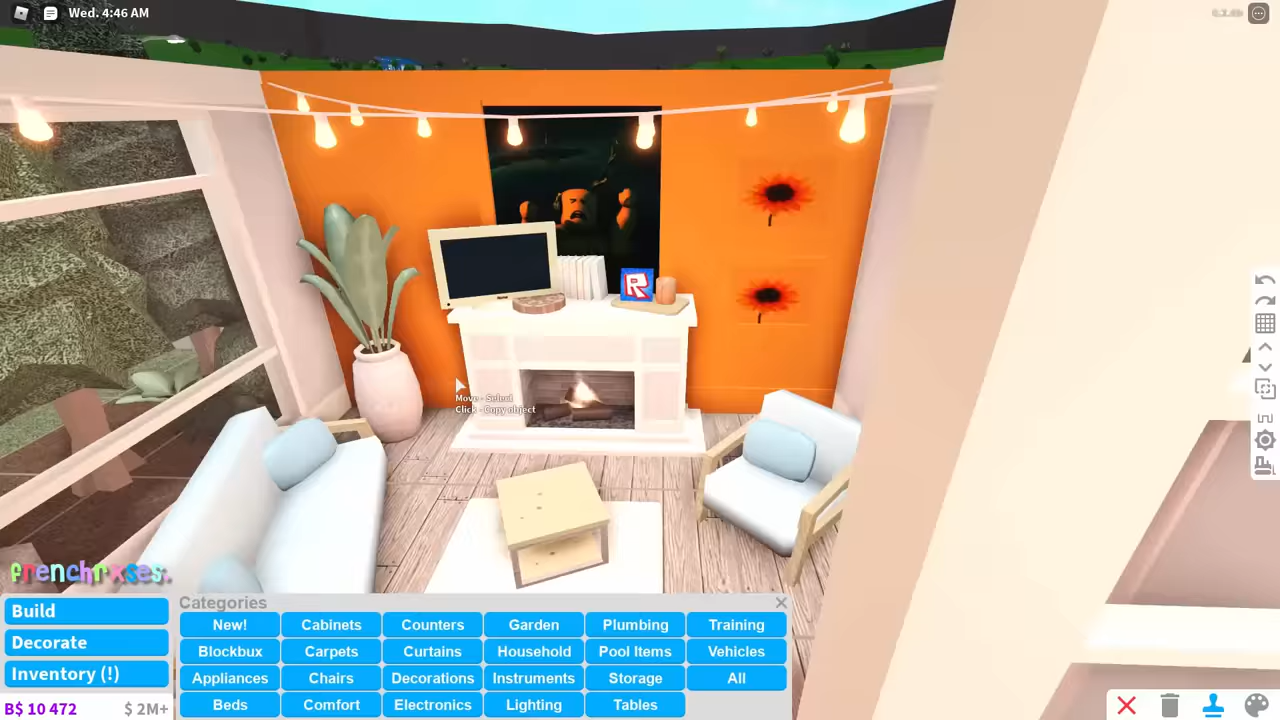 Wed. 4:46 AM
R
Move - Select
Click - Copy object
frenchrxses.
Build
Decorate
Inventory (!)
B$ 10 472
$ 2M+
Categories
New!
Cabinets
Counters
Garden
Plumbing
Training
Blockbux
Carpets
Curtains
Household
Pool Items
Vehicles
Appliances
Chairs
Decorations
Instruments
Storage
All
Beds
Comfort
Electronics
Lighting
Tables